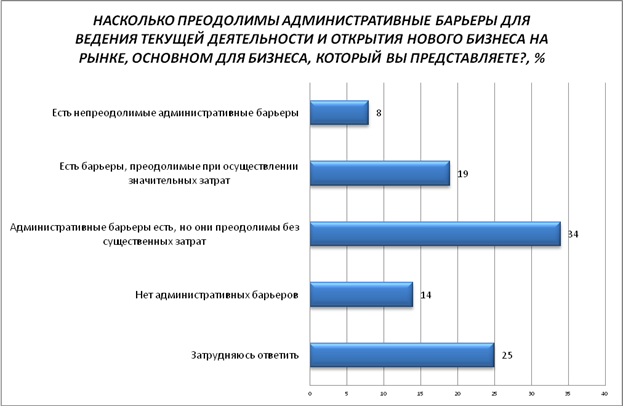 НАСКОЛЬКО ПРЕОДОЛИМЫ АДМИНИСТРАТИВНЫЕ БАРЬЕРЫ ДЛЯ
ВЕДЕНИЯ ТЕКУЩЕЙ ДЕЯТЕЛЬНОСТИ И ОТКРЫТИЯ НОВОГО БИЗНЕСА НА
РЫНКЕ, ОСНОВНОМ ДЛЯ БИЗНЕСА, КОТОРЫЙ ВЫ ПРЕДСТАВЛЯЕТЕ?, %
Есть непреодолимые административные барьеры
8
Есть барьеры, преодолимые при осуществлении
значительных затрат
19
Административные барьеры есть, но они преодолимы без
существенных затрат
34
Нет административных барьеров
14
Затрудняюсь ответить
25
0 5 10 15 20 25 30 35 40